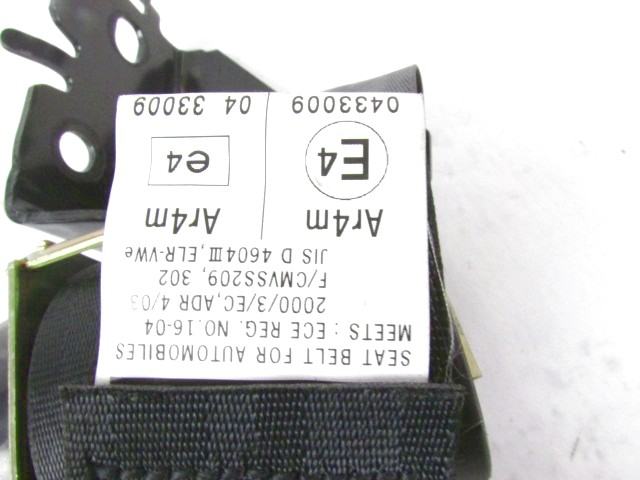 SEAT BELT FOR AUTOMOBILES
MEETS : ECE REG. NO.16-04
2000/3/EC,ADR 4/03
F/CMVSS209, 302
JIS D 4604Ⅲ,ELR-VWe
Ar4m
E4
0433009
Ar4m
e4
04 33009